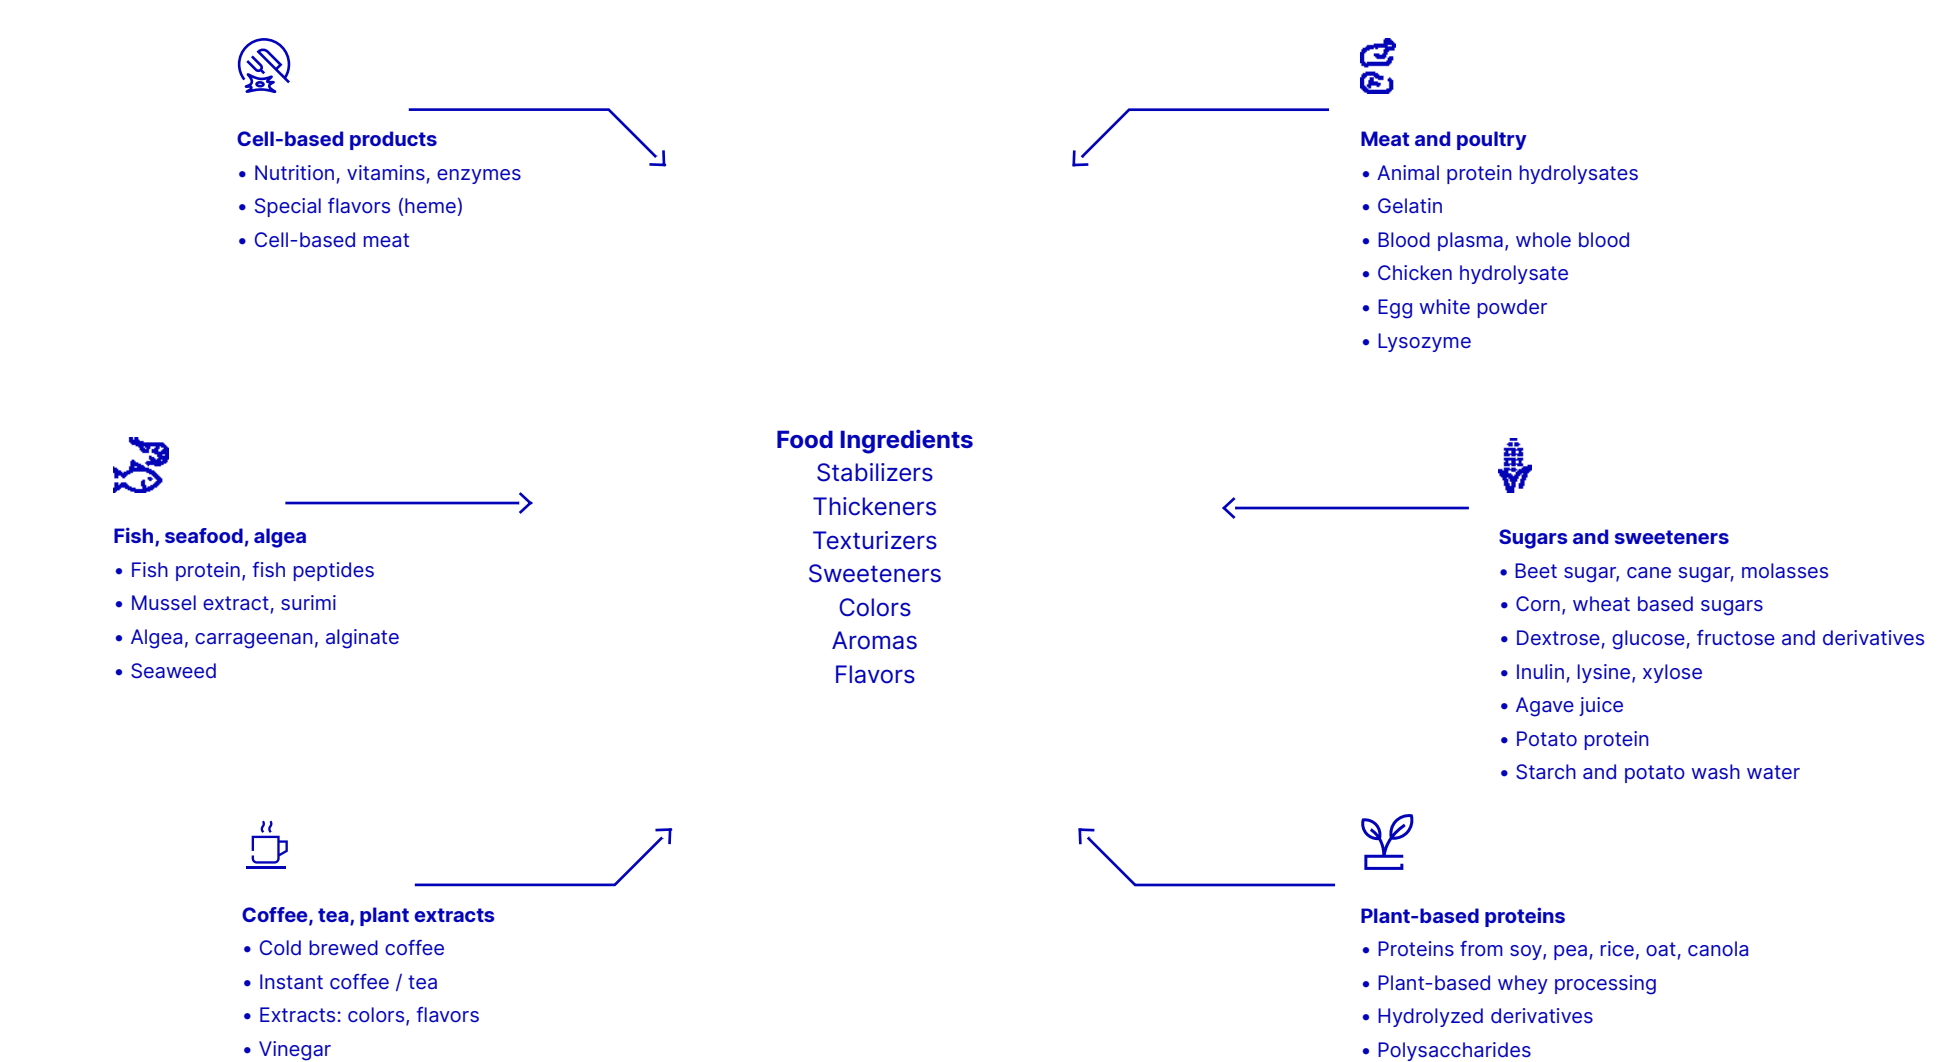 Cell-based products
• Nutrition, vitamins, enzymes
• Special flavors (heme)
• Cell-based meat
Meat and poultry
• Animal protein hydrolysates
• Gelatin
• Blood plasma, whole blood
• Chicken hydrolysate
• Egg white powder
• Lysozyme
Fish, seafood, algea
• Fish protein, fish peptides
• Mussel extract, surimi
• Algea, carrageenan, alginate
• Seaweed
Food Ingredients
Stabilizers
Thickeners
Texturizers
Sweeteners
Colors
Aromas
Flavors
Sugars and sweeteners
• Beet sugar, cane sugar, molasses
• Corn, wheat based sugars
• Dextrose, glucose, fructose and derivatives
• Inulin, lysine, xylose
• Agave juice
• Potato protein
• Starch and potato wash water
Coffee, tea, plant extracts
• Cold brewed coffee
• Instant coffee / tea
• Extracts: colors, flavors
• Vinegar
Plant-based proteins
• Proteins from soy, pea, rice, oat, canola
• Plant-based whey processing
• Hydrolyzed derivatives
• Polysaccharides